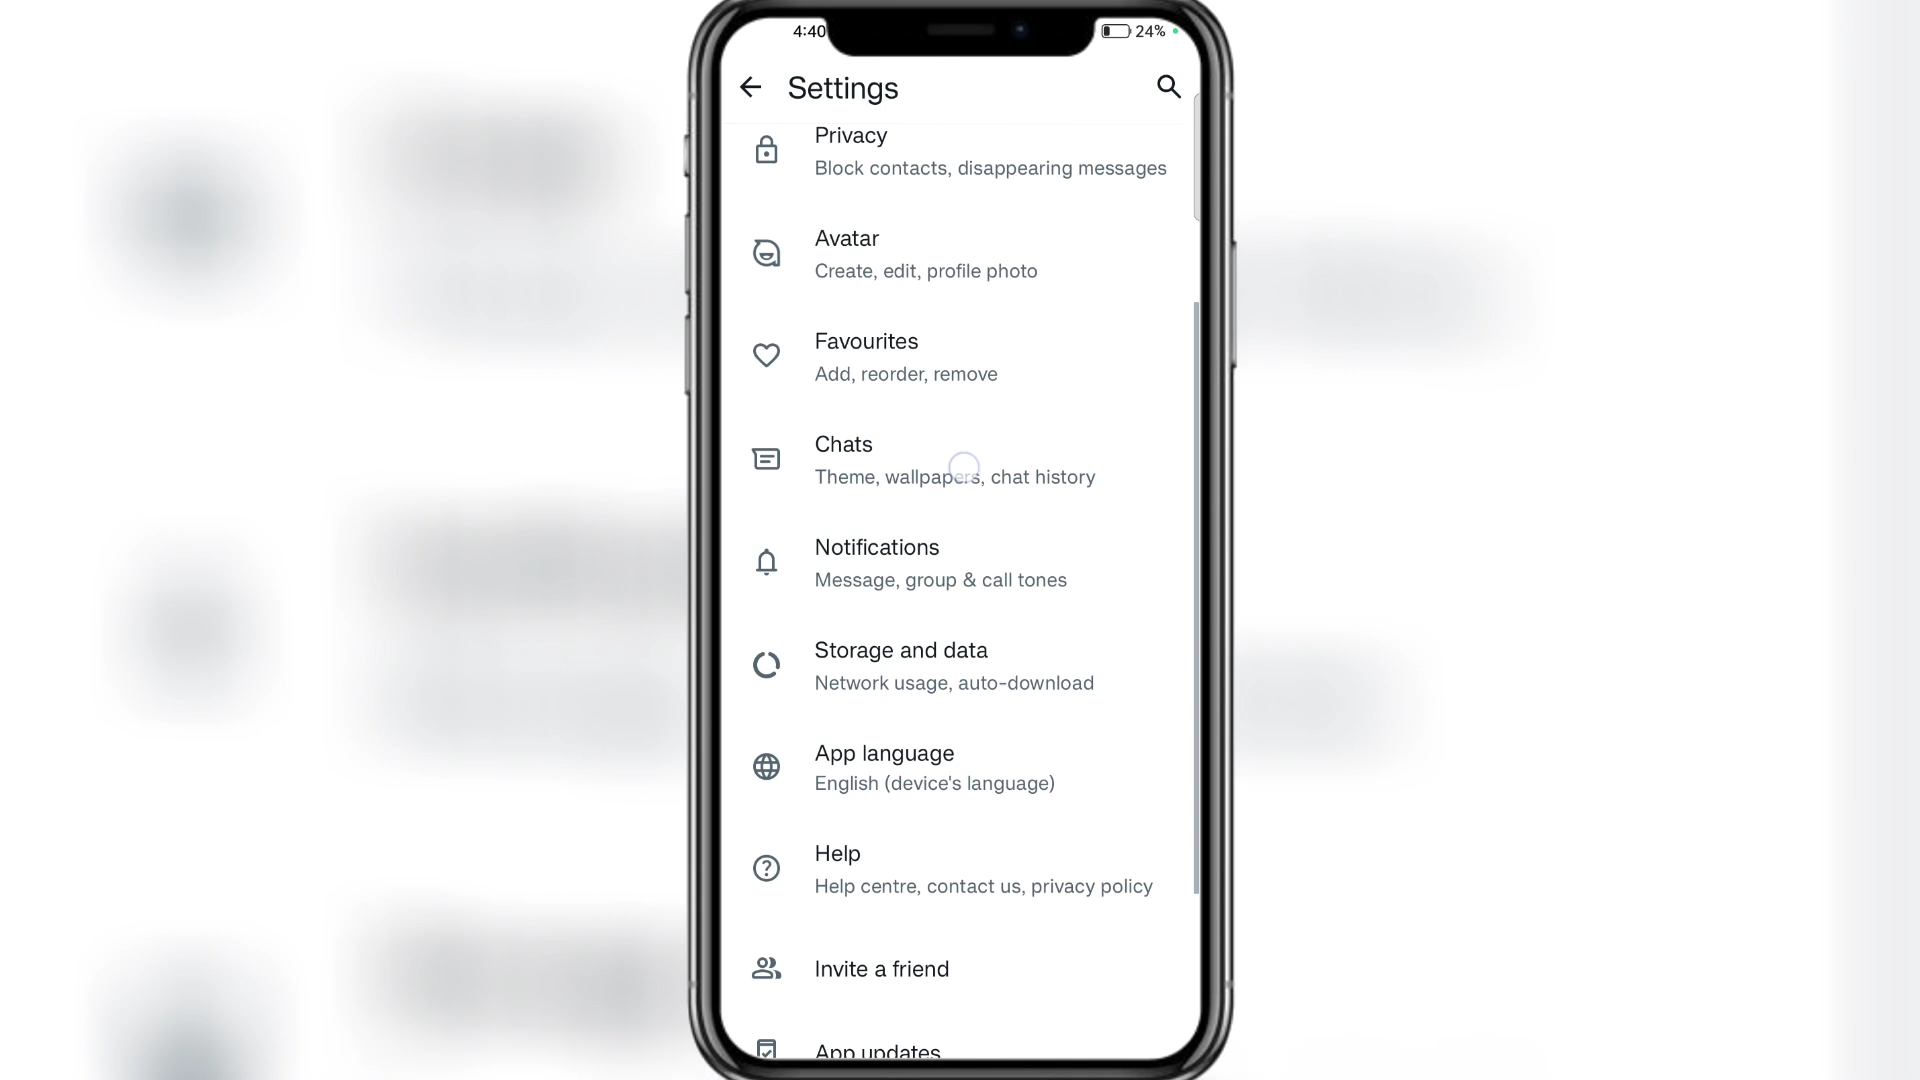 4:40
24%
Settings
Privacy
Block contacts, disappearing messages
Avatar
Create, edit, profile photo
Favourites
Add, reorder, remove
Chats
Theme, wallpapers, chat history
Notifications
Message, group & call tones
Storage and data
Network usage, auto-download
App language
English (device's language)
Help
Help centre, contact us, privacy policy
Invite a friend
App updates